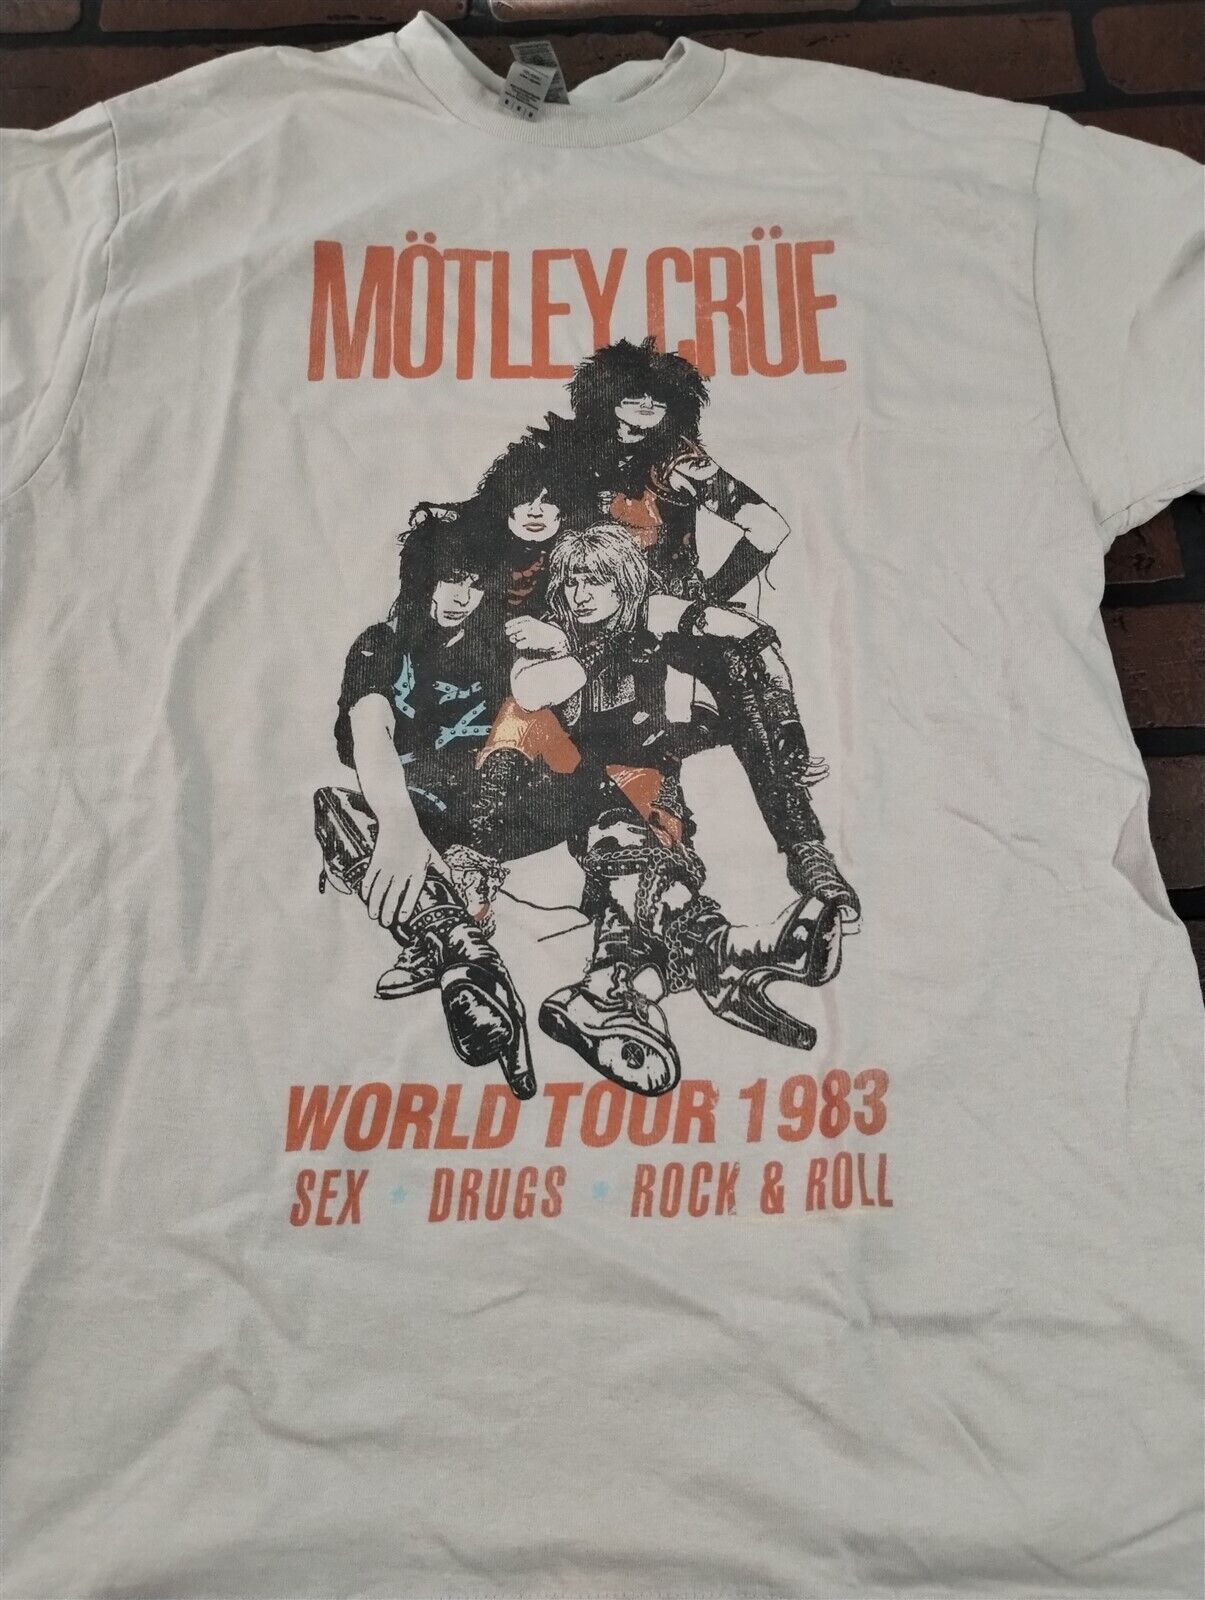 MÖTLEY CRÜE
WORLD TOUR 1983
SEX * DRUGS * ROCK & ROLL